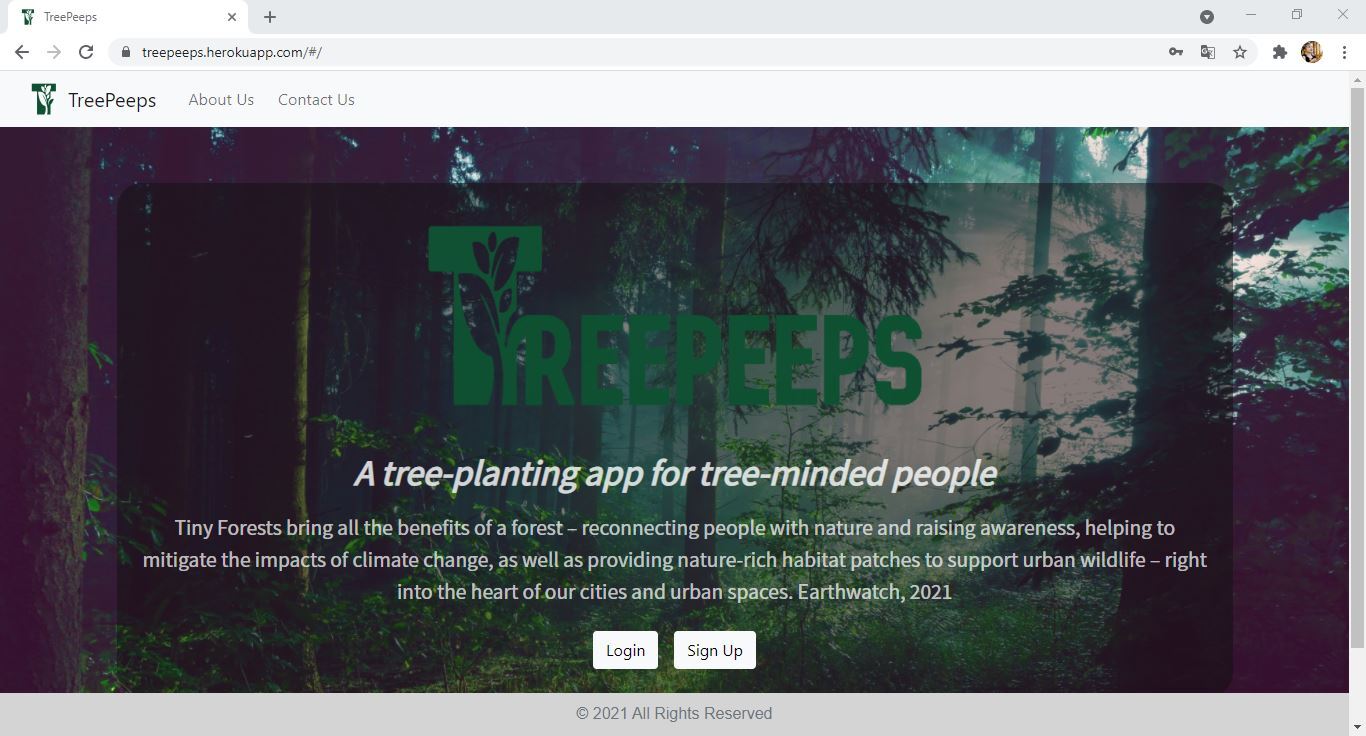 TreePeeps
treepeeps.herokuapp.com/#/
TreePeeps About Us Contact Us
TREEPEEPS
A tree-planting app for tree-minded people
Tiny Forests bring all the benefits of a forest – reconnecting people with nature and raising awareness, helping to
mitigate the impacts of climate change, as well as providing nature-rich habitat patches to support urban wildlife – right
into the heart of our cities and urban spaces. Earthwatch, 2021
Login Sign Up
© 2021 All Rights Reserved